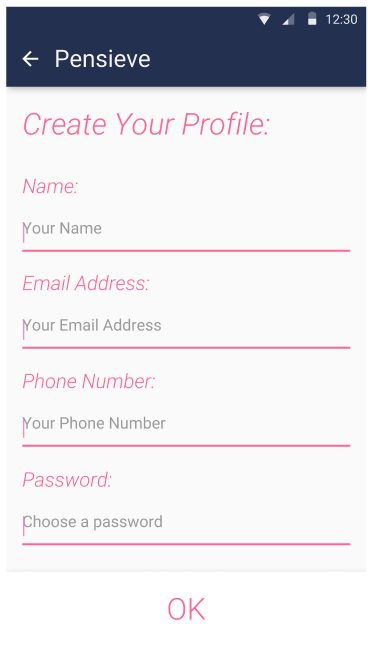 12:30
Pensieve
Create Your Profile:
Name:
Your Name
Email Address:
Your Email Address
Phone Number:
Your Phone Number
Password:
Choose a password
OK